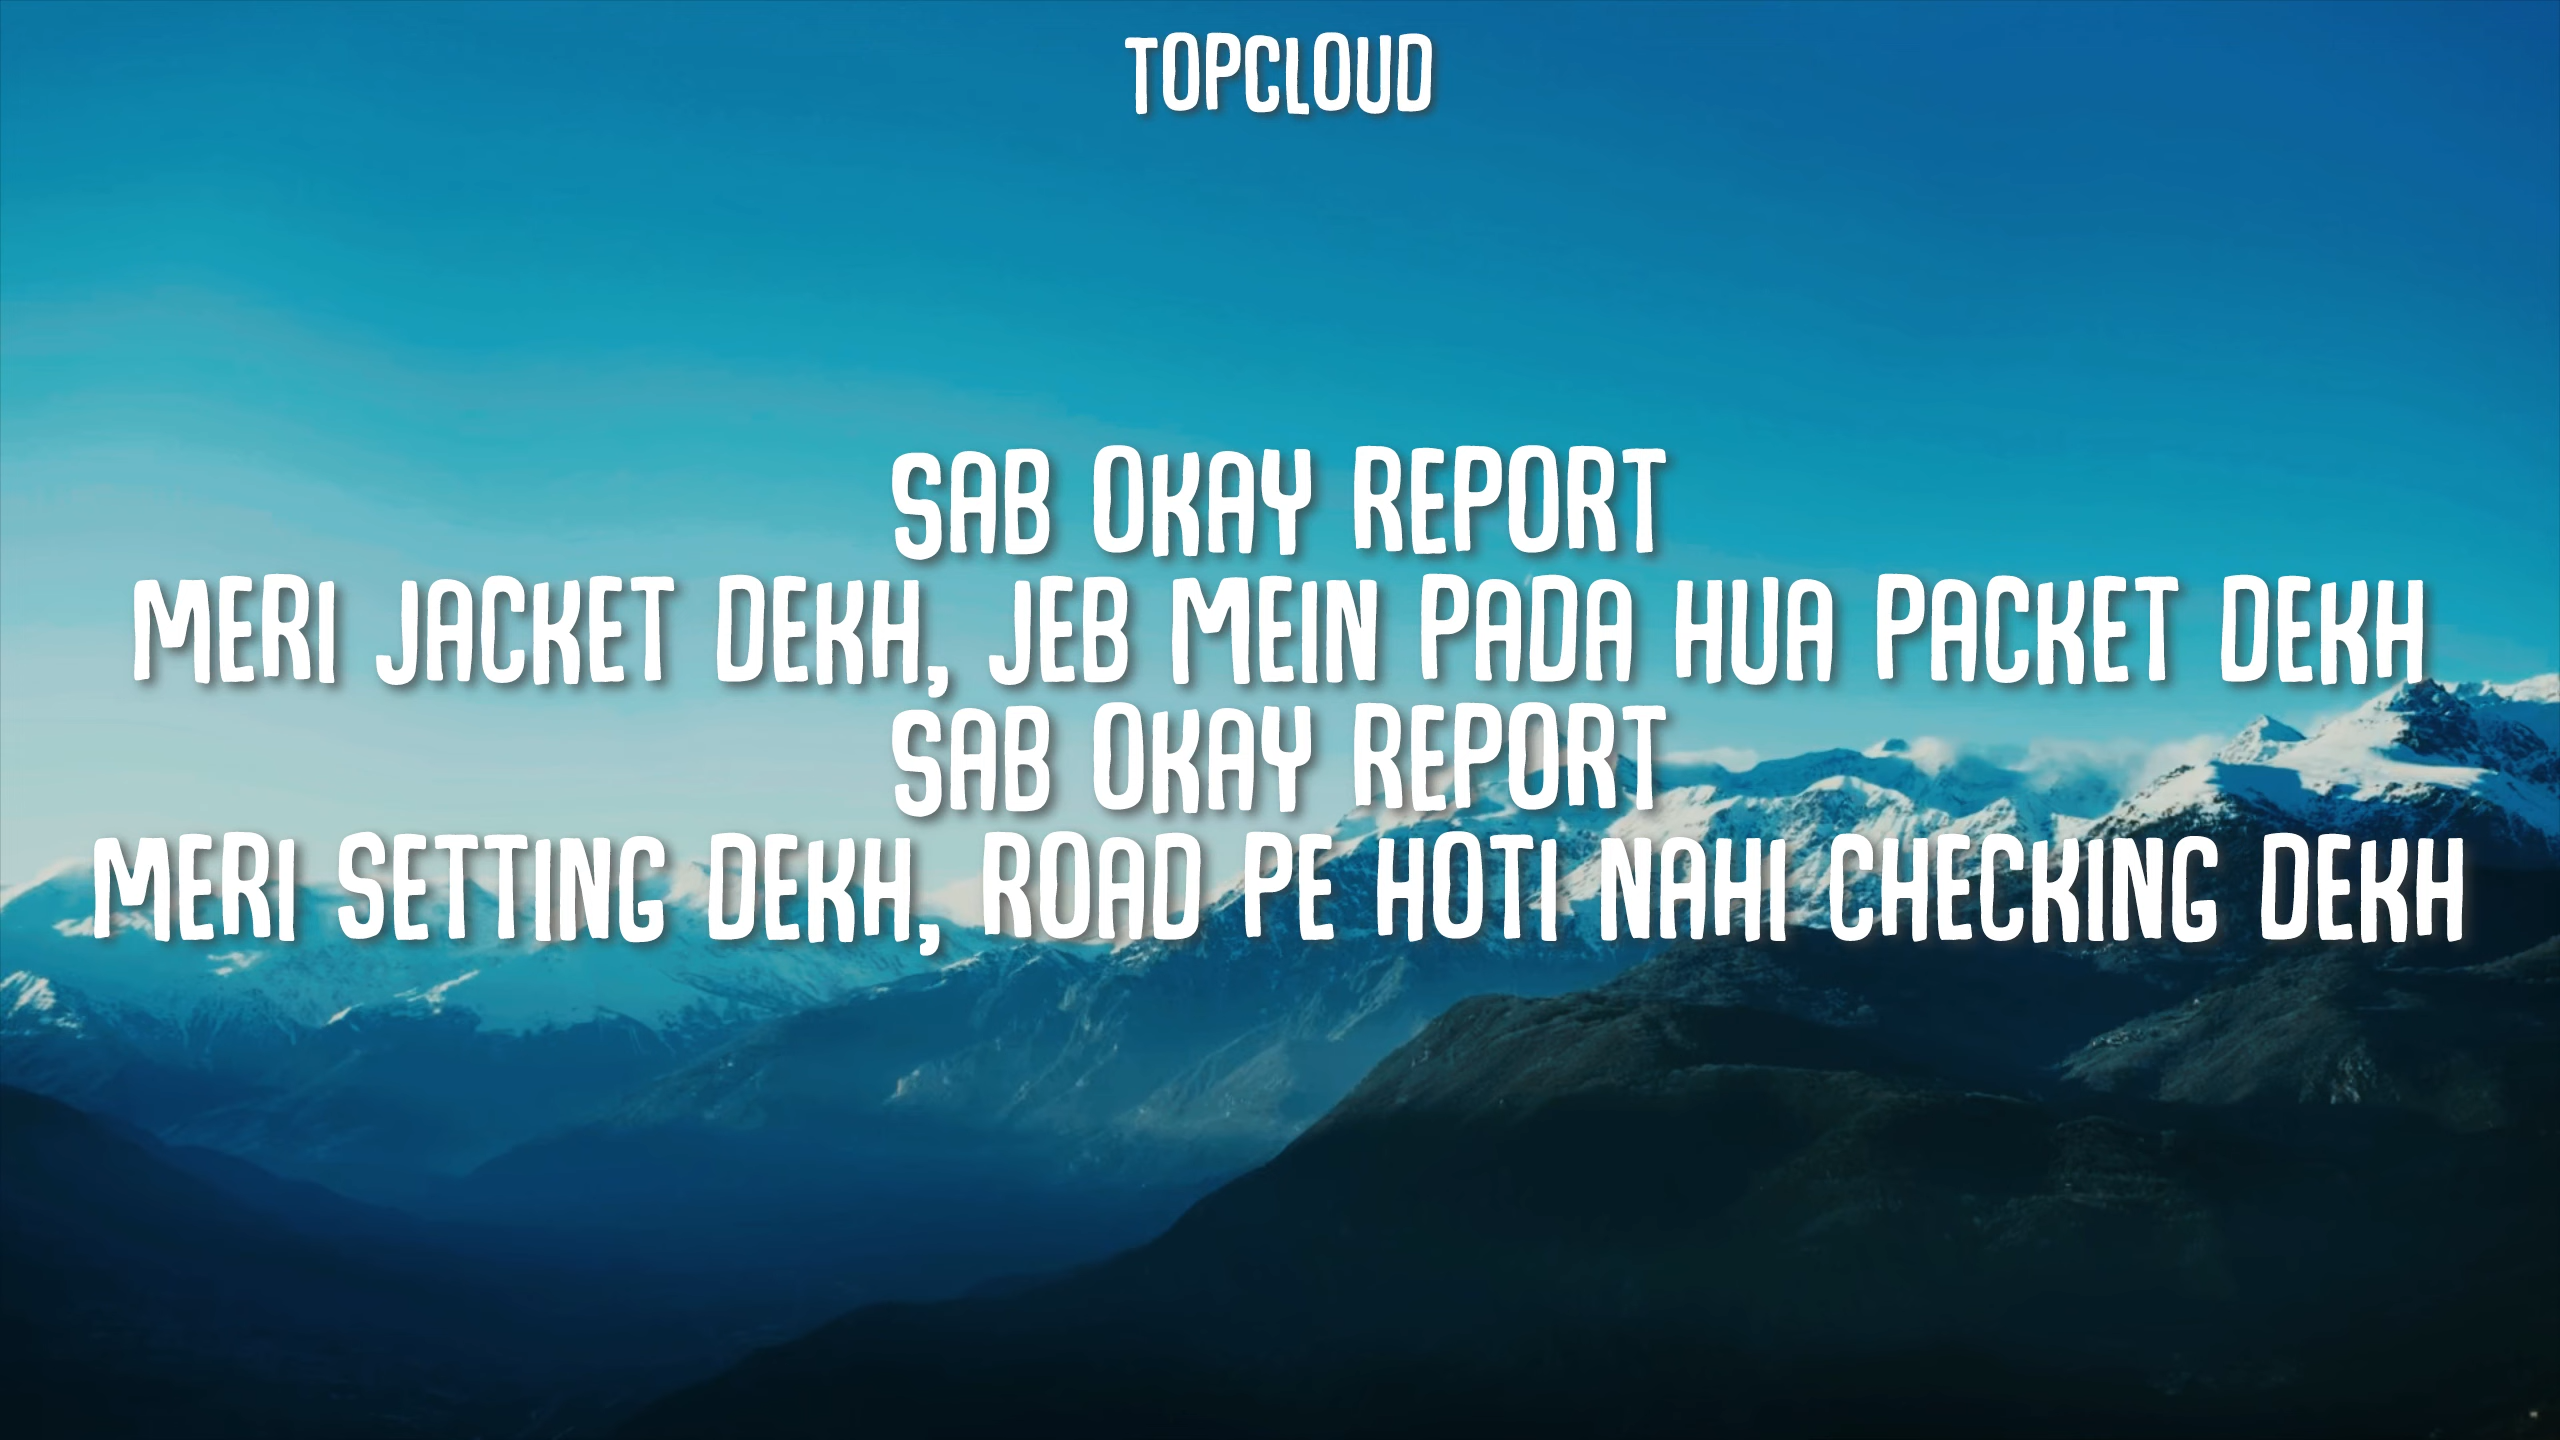 TOPCLOUD
SAB OKAY REPORT
MERI JACKET DEKH, JEB MEIN PADA HUA PACKET DEKH
SAB OKAY REPORT
MERI SETTING DEKH, ROAD PE HOTI NAHI CHECKING DEKH